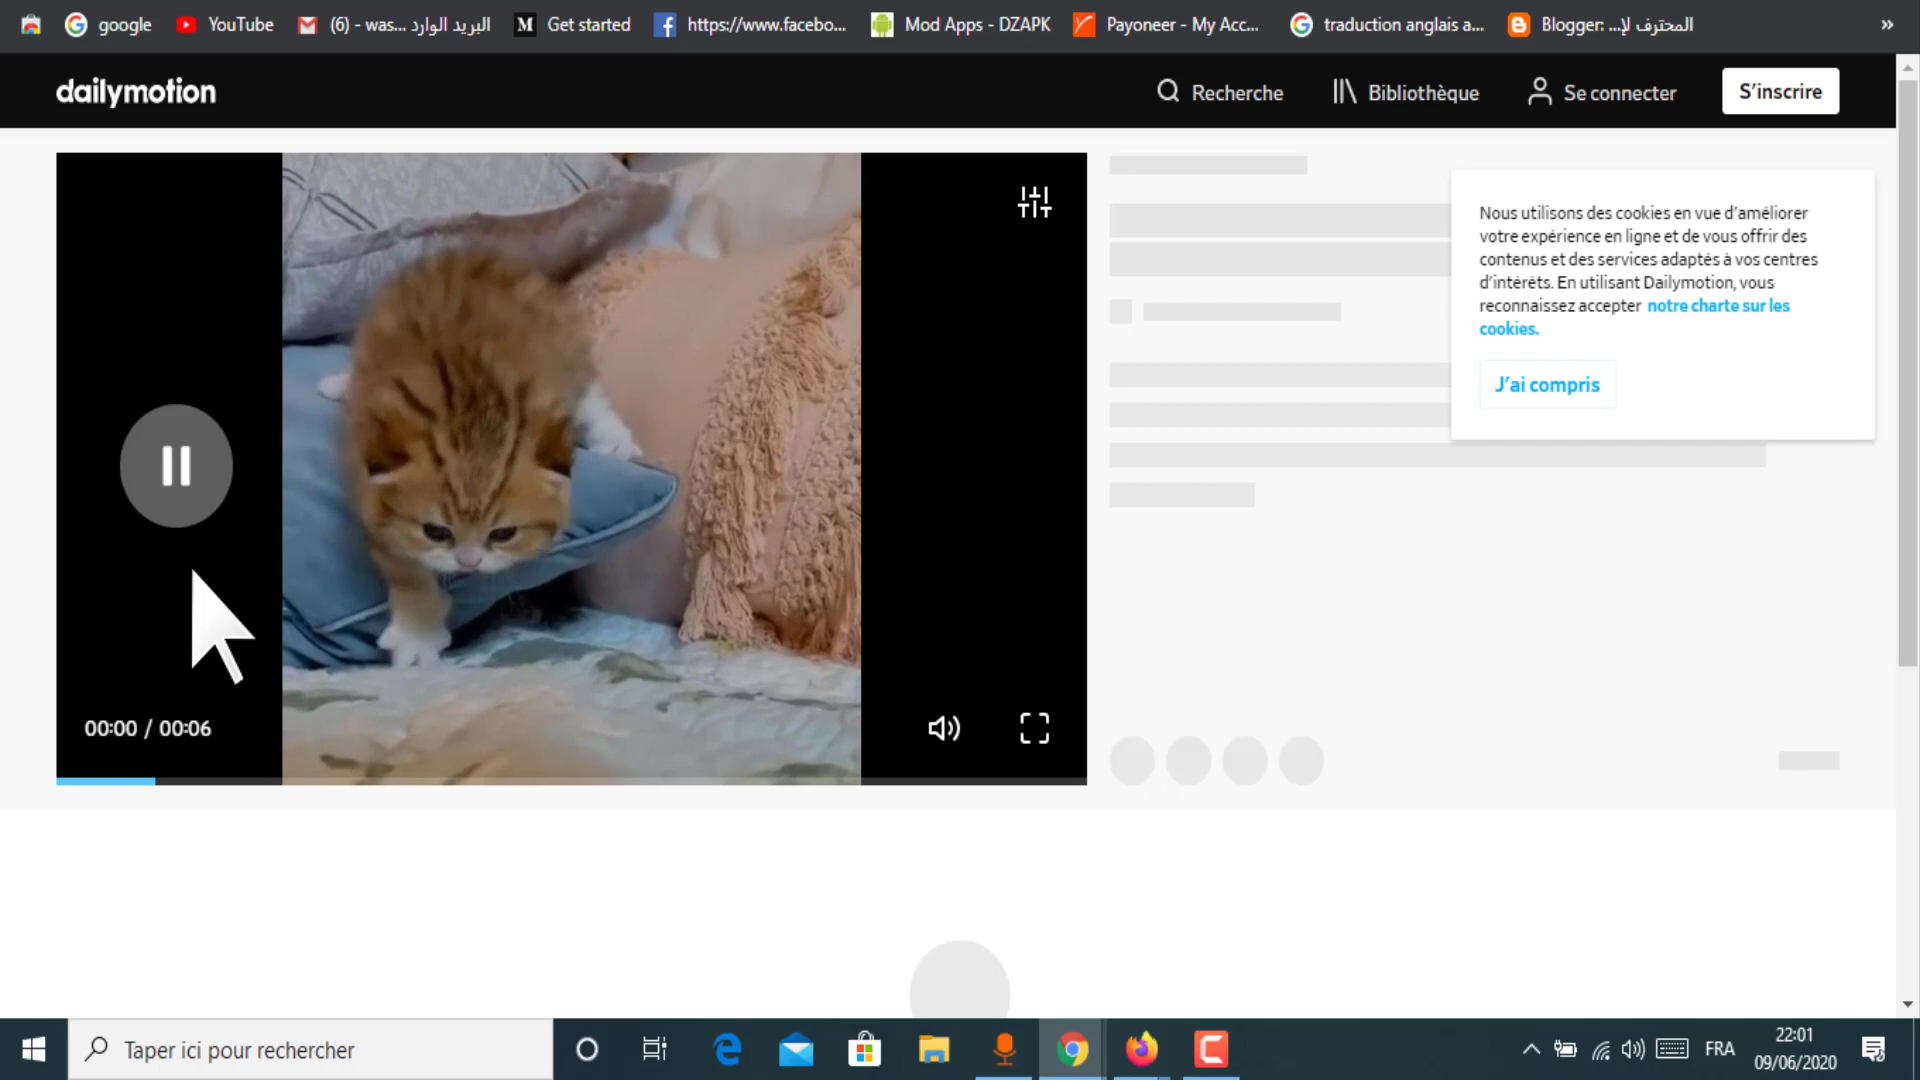 google
YouTube
(6) - was... البريد الوارد
Get started
https://www.facebo...
Mod Apps - DZAPK
Payoneer - My Acc...
traduction anglais a...
Blogger: ...المحترف لإ
»
dailymotion
Recherche
Bibliothèque
Se connecter
S'inscrire
Nous utilisons des cookies en vue d'améliorer
votre expérience en ligne et de vous offrir des
contenus et des services adaptés à vos centres
d'intérêts. En utilisant Dailymotion, vous
reconnaissez accepter notre charte sur les
cookies.
J'ai compris
00:00 / 00:06
Taper ici pour rechercher
FRA
22:01
09/06/2020